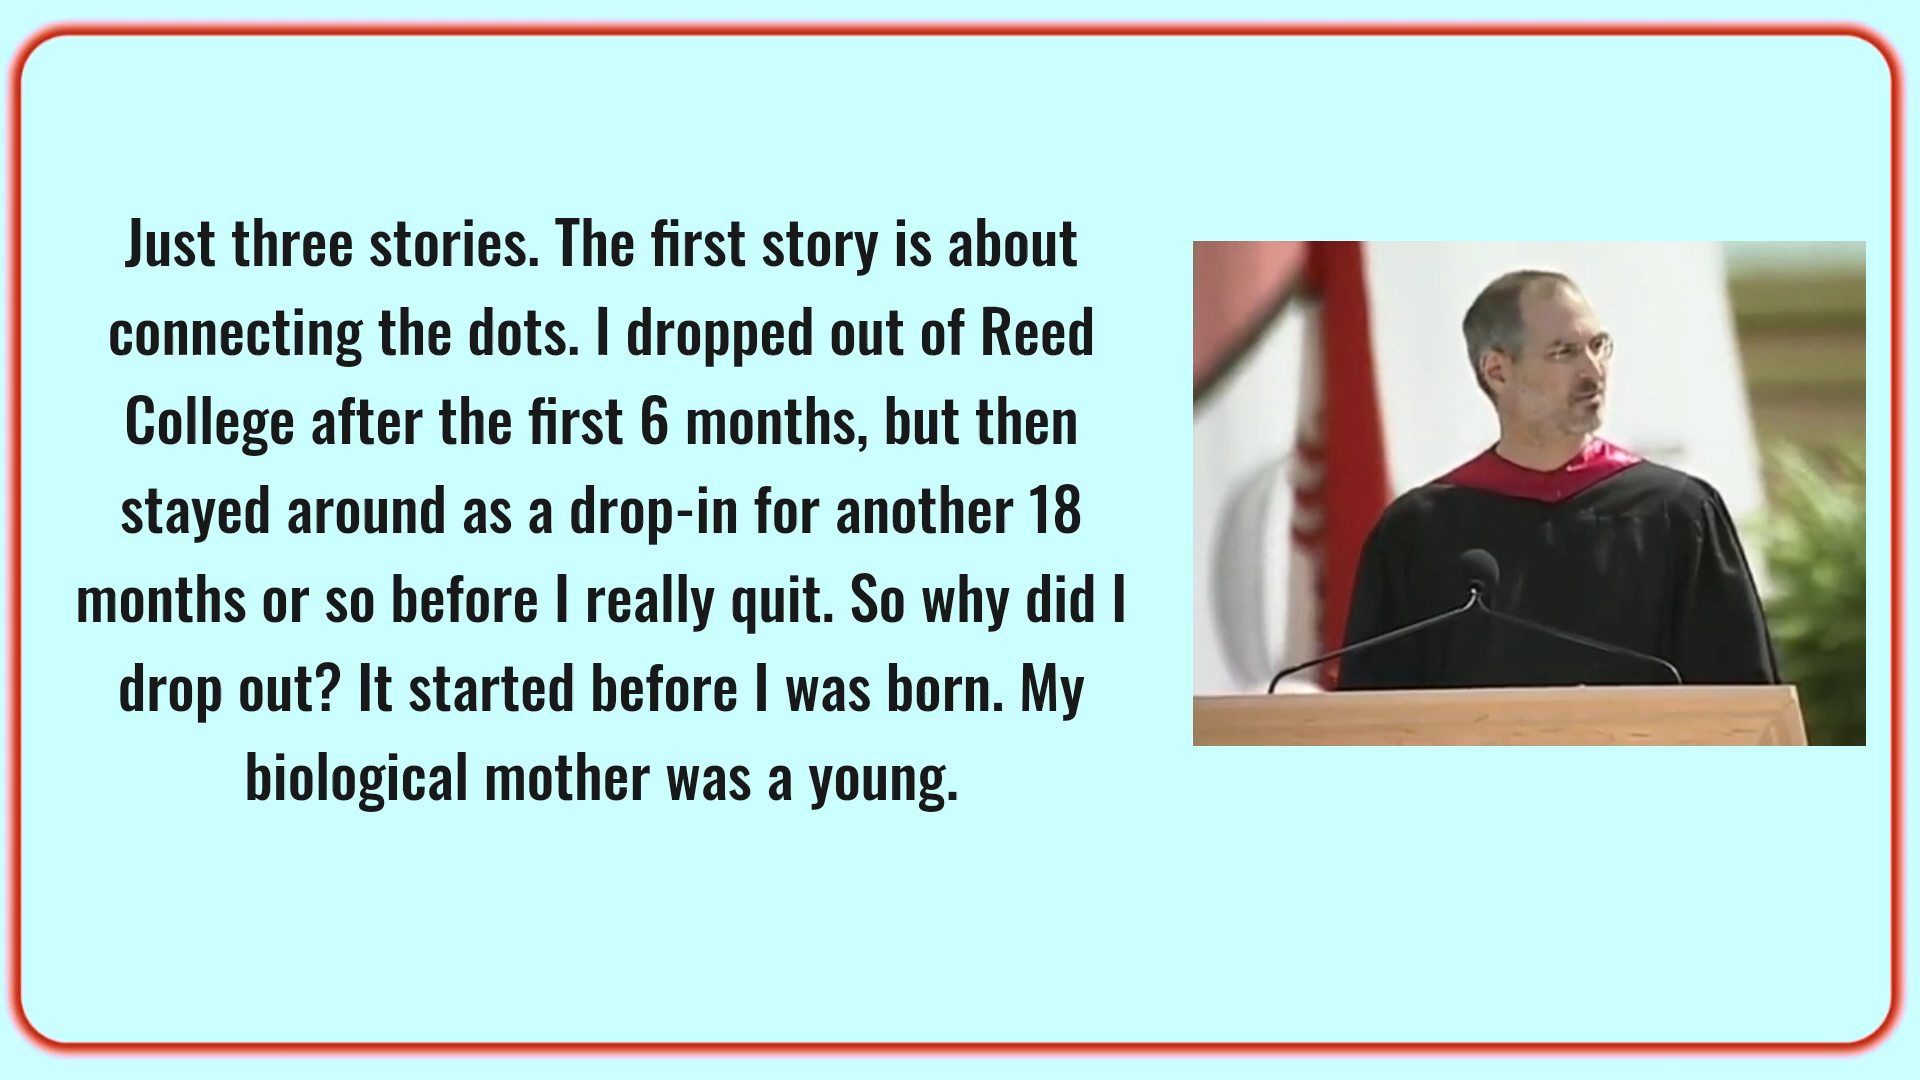 Just three stories. The first story is about
connecting the dots. I dropped out of Reed
College after the first 6 months, but then
stayed around as a drop-in for another 18
months or so before I really quit. So why did I
drop out? It started before I was born. My
biological mother was a young.